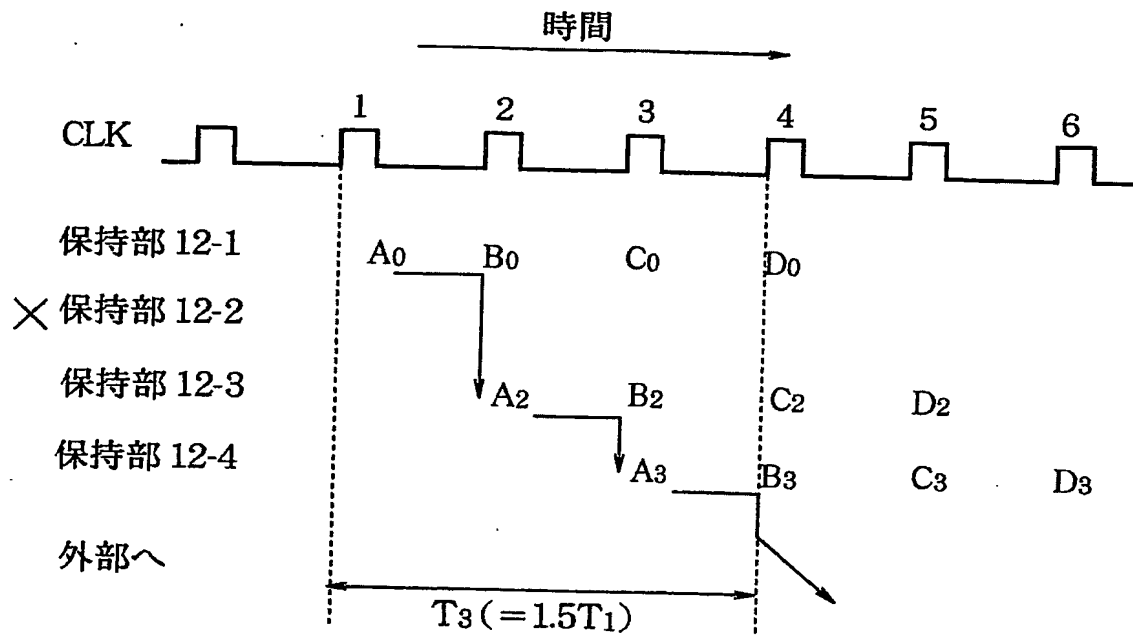 時間
1 2 3 4 5 6
CLK
保持部 12-1 A0 B0 C0 D0
× 保持部 12-2
保持部 12-3 A2 B2 C2 D2
保持部 12-4 A3 B3 C3 D3
外部へ
T3 (=1.5T1)